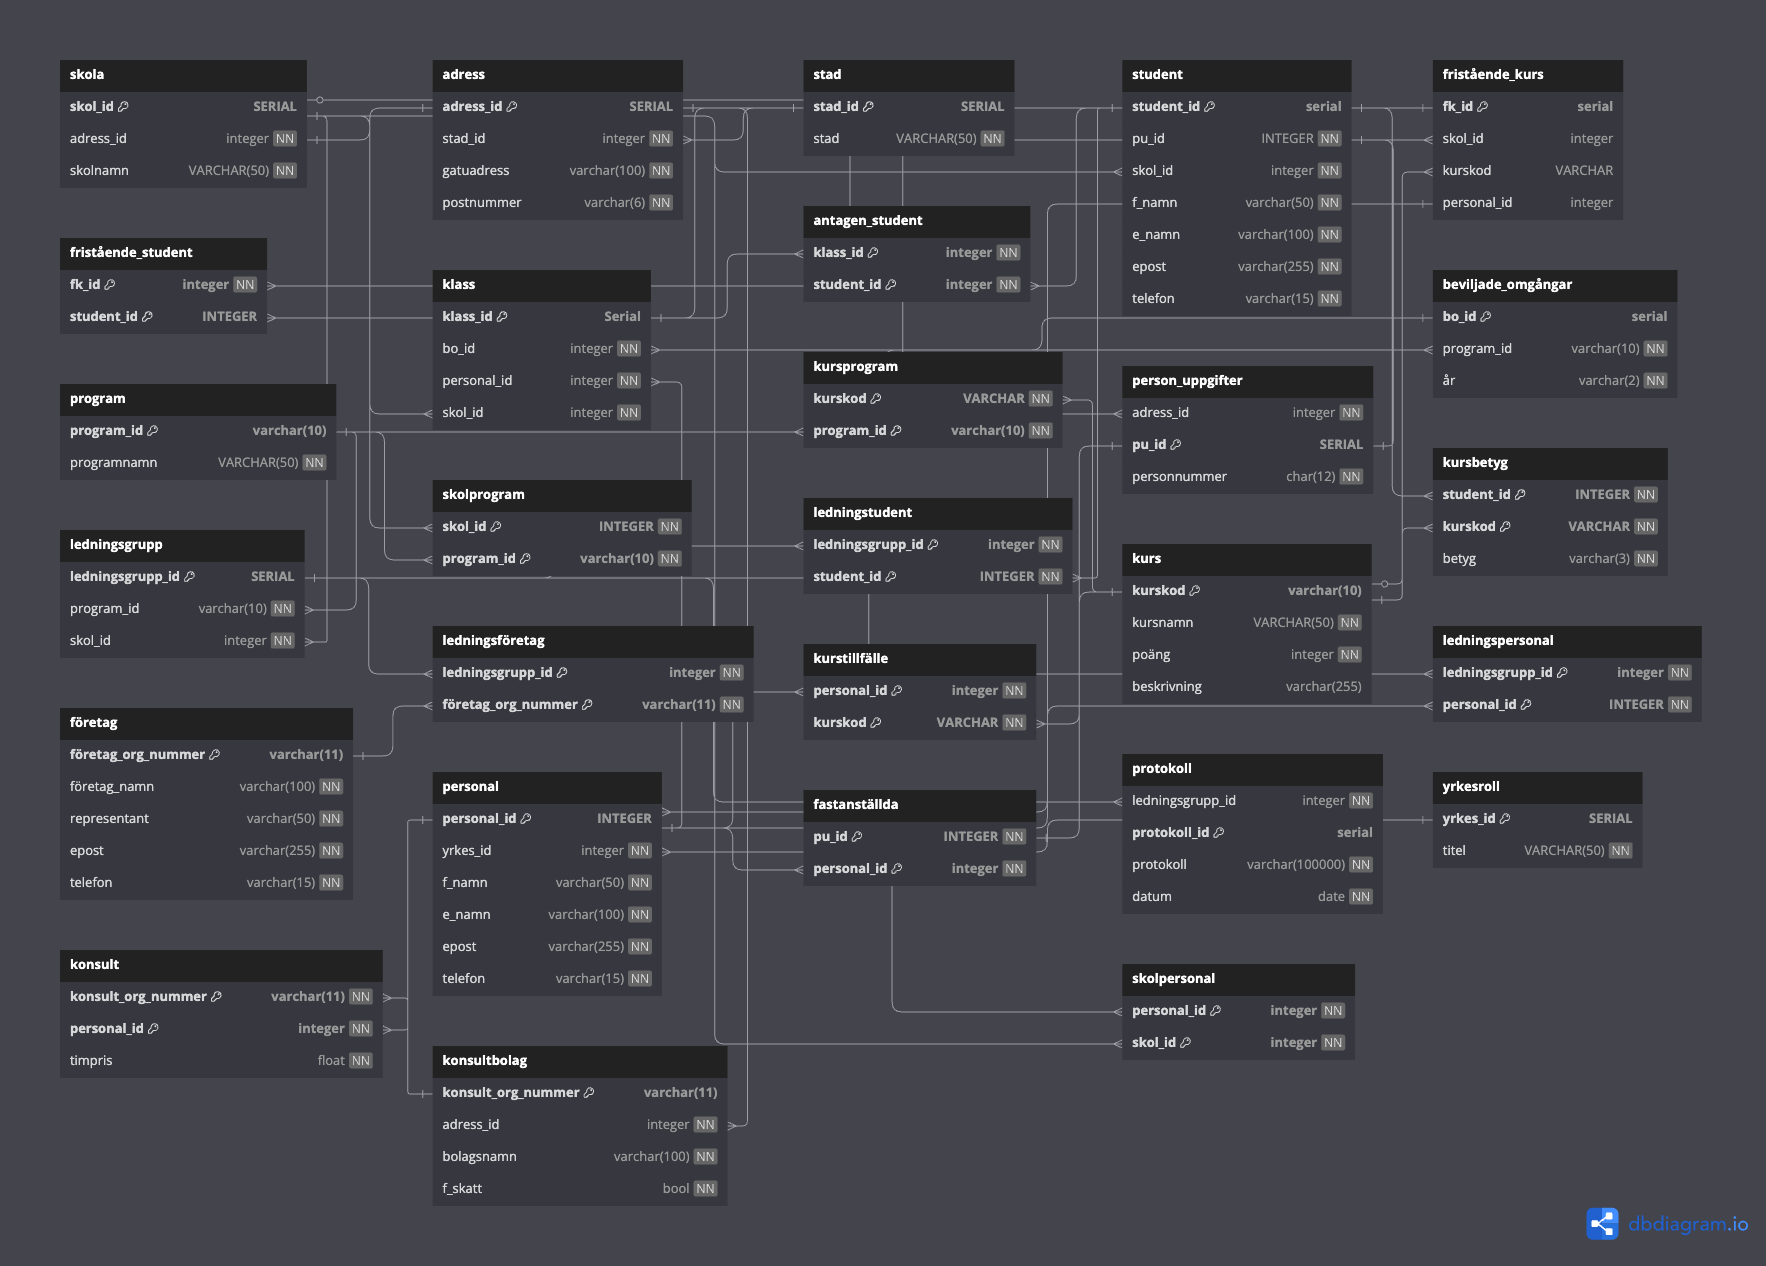 skola
skol_id SERIAL
adress_id integer NN
skolnamn VARCHAR(50) NN
fristående_student
fk_id integer NN
student_id INTEGER
program
program_id varchar(10)
programnamn VARCHAR(50) NN
ledningsgrupp
ledningsgrupp_id SERIAL
program_id varchar(10) NN
skol_id integer NN
företag
företag_org_nummer varchar(11)
företag_namn varchar(100) NN
representant varchar(50) NN
epost varchar(255) NN
telefon varchar(15) NN
konsult
konsult_org_nummer varchar(11) NN
personal_id integer NN
timpris float NN
adress
adress_id SERIAL
stad_id integer NN
gatuadress varchar(100) NN
postnummer varchar(6) NN
klass
klass_id Serial
bo_id integer NN
personal_id integer NN
skol_id integer NN
skolprogram
skol_id INTEGER NN
program_id varchar(10) NN
ledningsföretag
ledningsgrupp_id integer NN
företag_org_nummer varchar(11) NN
personal
personal_id INTEGER
yrkes_id integer NN
f_namn varchar(50) NN
e_namn varchar(100) NN
epost varchar(255) NN
telefon varchar(15) NN
konsultbolag
konsult_org_nummer varchar(11)
adress_id integer NN
bolagsnamn varchar(100) NN
f_skatt bool NN
stad
stad_id SERIAL
stad VARCHAR(50) NN
antagen_student
klass_id integer NN
student_id integer NN
kursprogram
kurskod VARCHAR NN
program_id varchar(10) NN
ledningstudent
ledningsgrupp_id integer NN
student_id INTEGER NN
kurstillfälle
personal_id integer NN
kurskod VARCHAR NN
fastanställda
pu_id INTEGER NN
personal_id integer NN
student
student_id serial
pu_id INTEGER NN
skol_id integer NN
f_namn varchar(50) NN
e_namn varchar(100) NN
epost varchar(255) NN
telefon varchar(15) NN
person_uppgifter
adress_id integer NN
pu_id SERIAL
personnummer char(12) NN
kurs
kurskod varchar(10)
kursnamn VARCHAR(50) NN
poäng integer NN
beskrivning varchar(255)
protokoll
ledningsgrupp_id integer NN
protokoll_id serial
protokoll varchar(100000) NN
datum date NN
skolpersonal
personal_id integer NN
skol_id integer NN
fristående_kurs
fk_id serial
skol_id integer
kurskod VARCHAR
personal_id integer
beviljade_omgångar
bo_id serial
program_id varchar(10) NN
år varchar(2) NN
kursbetyg
student_id INTEGER NN
kurskod VARCHAR NN
betyg varchar(3) NN
ledningspersonal
ledningsgrupp_id integer NN
personal_id INTEGER NN
yrkesroll
yrkes_id SERIAL
titel VARCHAR(50) NN
dbdiagram.io